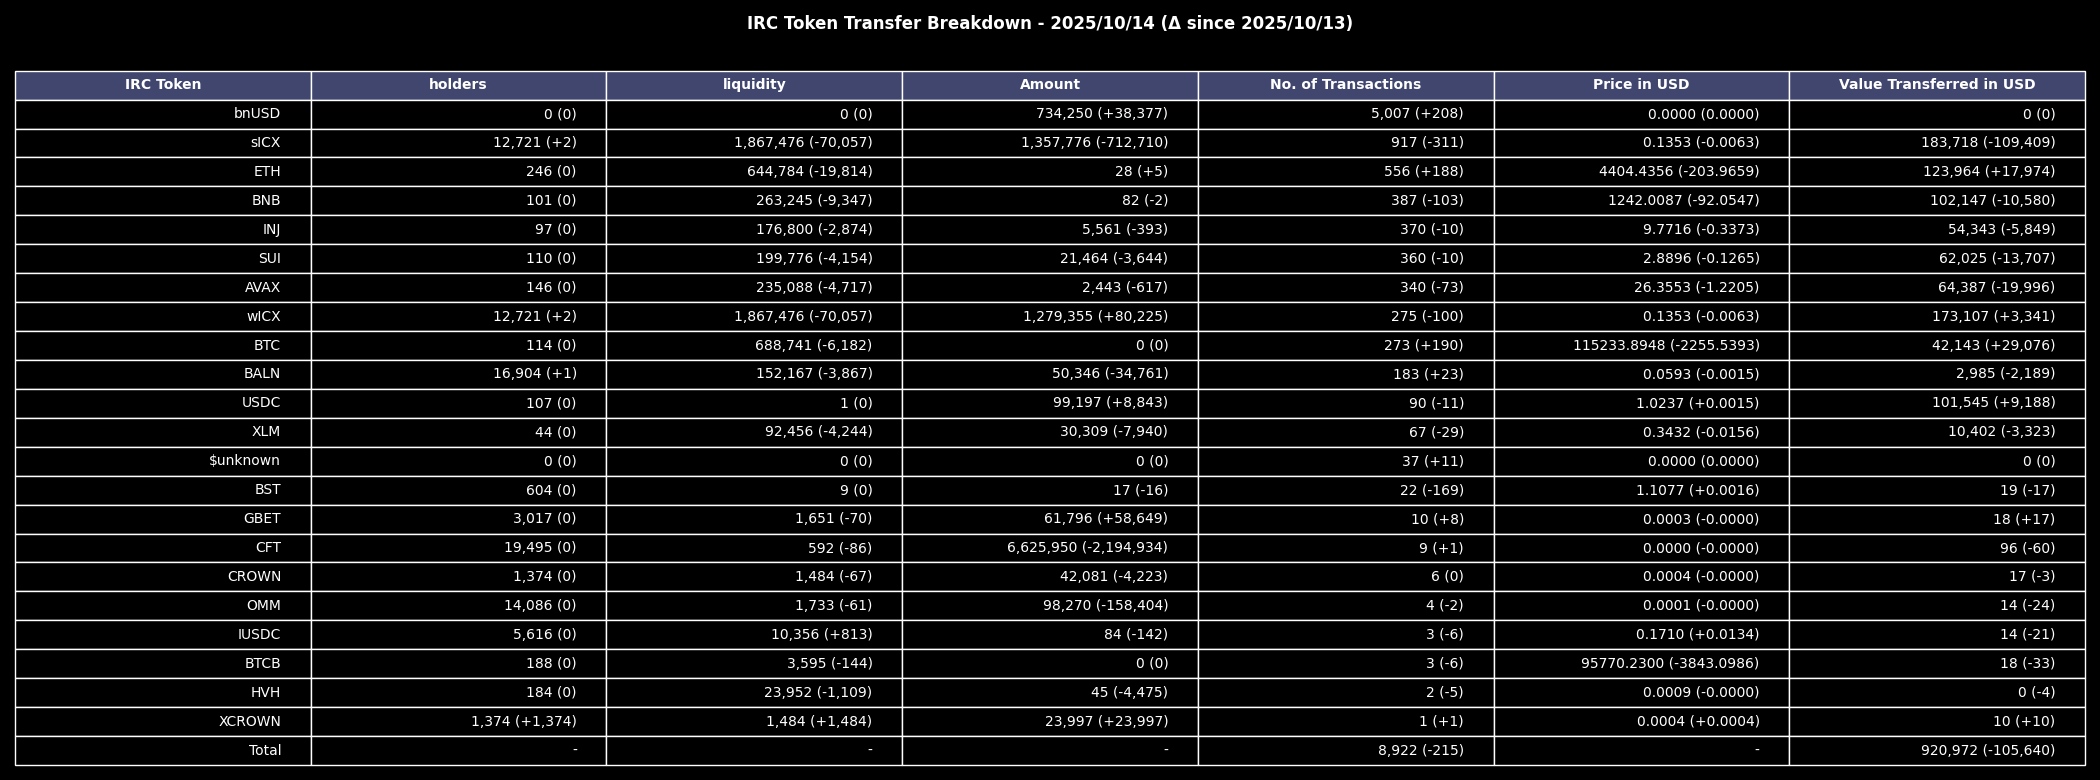 IRC Token Transfer Breakdown - 2025/10/14 (Δ since 2025/10/13)
IRC Token holders liquidity Amount No. of Transactions Price in USD Value Transferred in USD
bnUSD 0 (0) 0 (0) 734,250 (+38,377) 5,007 (+208) 0.0000 (0.0000) 0 (0)
sICX 12,721 (+2) 1,867,476 (-70,057) 1,357,776 (-712,710) 917 (-311) 0.1353 (-0.0063) 183,718 (-109,409)
ETH 246 (0) 644,784 (-19,814) 28 (+5) 556 (+188) 4404.4356 (-203.9659) 123,964 (+17,974)
BNB 101 (0) 263,245 (-9,347) 82 (-2) 387 (-103) 1242.0087 (-92.0547) 102,147 (-10,580)
INJ 97 (0) 176,800 (-2,874) 5,561 (-393) 370 (-10) 9.7716 (-0.3373) 54,343 (-5,849)
SUI 110 (0) 199,776 (-4,154) 21,464 (-3,644) 360 (-10) 2.8896 (-0.1265) 62,025 (-13,707)
AVAX 146 (0) 235,088 (-4,717) 2,443 (-617) 340 (-73) 26.3553 (-1.2205) 64,387 (-19,996)
wICX 12,721 (+2) 1,867,476 (-70,057) 1,279,355 (+80,225) 275 (-100) 0.1353 (-0.0063) 173,107 (+3,341)
BTC 114 (0) 688,741 (-6,182) 0 (0) 273 (+190) 115233.8948 (-2255.5393) 42,143 (+29,076)
BALN 16,904 (+1) 152,167 (-3,867) 50,346 (-34,761) 183 (+23) 0.0593 (-0.0015) 2,985 (-2,189)
USDC 107 (0) 1 (0) 99,197 (+8,843) 90 (-11) 1.0237 (+0.0015) 101,545 (+9,188)
XLM 44 (0) 92,456 (-4,244) 30,309 (-7,940) 67 (-29) 0.3432 (-0.0156) 10,402 (-3,323)
$unknown 0 (0) 0 (0) 0 (0) 37 (+11) 0.0000 (0.0000) 0 (0)
BST 604 (0) 9 (0) 17 (-16) 22 (-169) 1.1077 (+0.0016) 19 (-17)
GBET 3,017 (0) 1,651 (-70) 61,796 (+58,649) 10 (+8) 0.0003 (-0.0000) 18 (+17)
CFT 19,495 (0) 592 (-86) 6,625,950 (-2,194,934) 9 (+1) 0.0000 (-0.0000) 96 (-60)
CROWN 1,374 (0) 1,484 (-67) 42,081 (-4,223) 6 (0) 0.0004 (-0.0000) 17 (-3)
OMM 14,086 (0) 1,733 (-61) 98,270 (-158,404) 4 (-2) 0.0001 (-0.0000) 14 (-24)
IUSDC 5,616 (0) 10,356 (+813) 84 (-142) 3 (-6) 0.1710 (+0.0134) 14 (-21)
BTCB 188 (0) 3,595 (-144) 0 (0) 3 (-6) 95770.2300 (-3843.0986) 18 (-33)
HVH 184 (0) 23,952 (-1,109) 45 (-4,475) 2 (-5) 0.0009 (-0.0000) 0 (-4)
XCROWN 1,374 (+1,374) 1,484 (+1,484) 23,997 (+23,997) 1 (+1) 0.0004 (+0.0004) 10 (+10)
Total - - - 8,922 (-215) - 920,972 (-105,640)